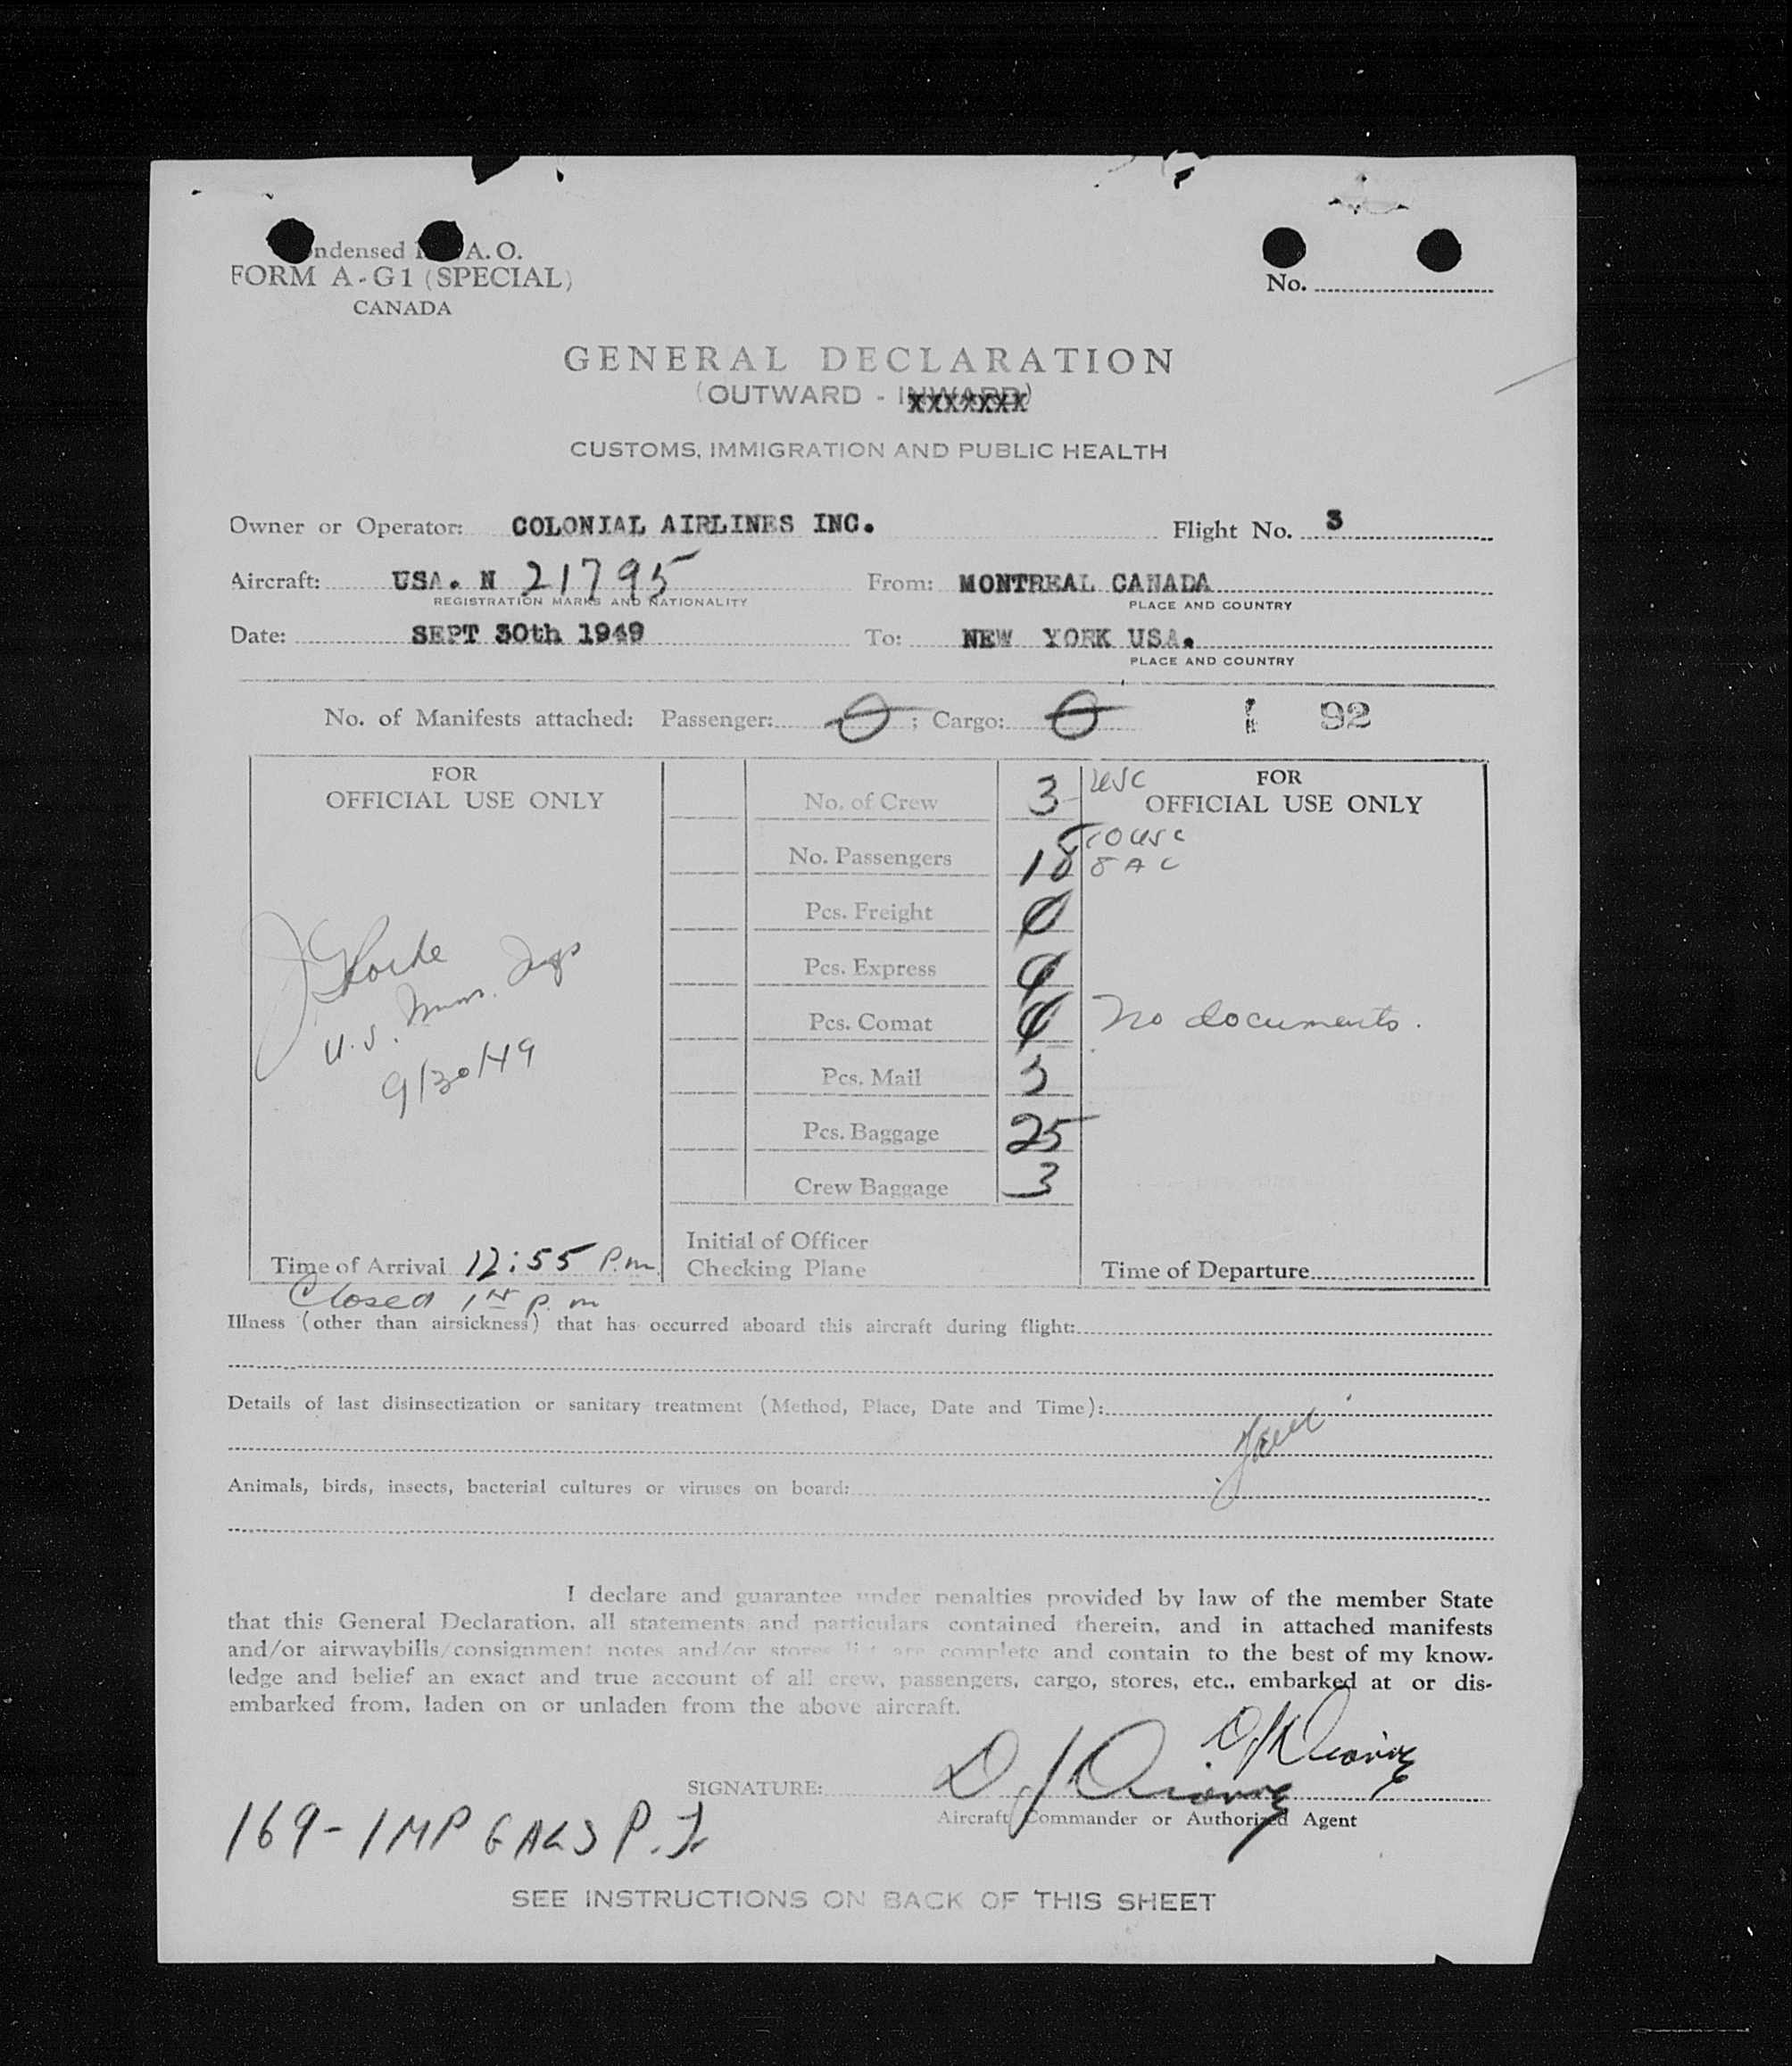 ndensed A. O.
FORM A-G1 (SPECIAL)
CANADA
No.
GENERAL DECLARATION
(OUTWARD - INWARD)
CUSTOMS, IMMIGRATION AND PUBLIC HEALTH
Owner or Operator: COLONIAL AIRLINES INC. Flight No. 3
Aircraft: USA. N 21795 From: MONTREAL CANADA
REGISTRATION MARKS AND NATIONALITY PLACE AND COUNTRY
Date: SEPT 30th 1949 To: NEW YORK USA.
PLACE AND COUNTRY
No. of Manifests attached: Passenger: 0 ; Cargo: 0 92
FOR
OFFICIAL USE ONLY
U.S. Imm. Insp
9/30/49
Time of Arrival 12:55 P.m.
Closed
p. m
No. of Crew 3 USC
No. Passengers 18 10 USC
8 A C
Pcs. Freight 0
Pcs. Express
Pcs. Comat
Pcs. Mail
Pcs. Baggage 25
Crew Baggage 3
Initial of Officer
Checking Plane
FOR
OFFICIAL USE ONLY
No documents.
Time of Departure
Illness (other than airsickness) that has occurred aboard this aircraft during flight:
Details of last disinsectization or sanitary treatment (Method, Place, Date and Time):
Animals, birds, insects, bacterial cultures or viruses on board:
I declare and guarantee under penalties provided by law of the member State
that this General Declaration, all statements and particulars contained therein, and in attached manifests
and/or airwaybills/consignment notes and/or stores list are complete and contain to the best of my know-
ledge and belief an exact and true account of all crew, passengers, cargo, stores, etc., embarked at or dis-
embarked from, laden on or unladen from the above aircraft.
SIGNATURE:
Aircraft Commander or Authorized Agent
169-IMP GALS P.
SEE INSTRUCTIONS ON BACK OF THIS SHEET